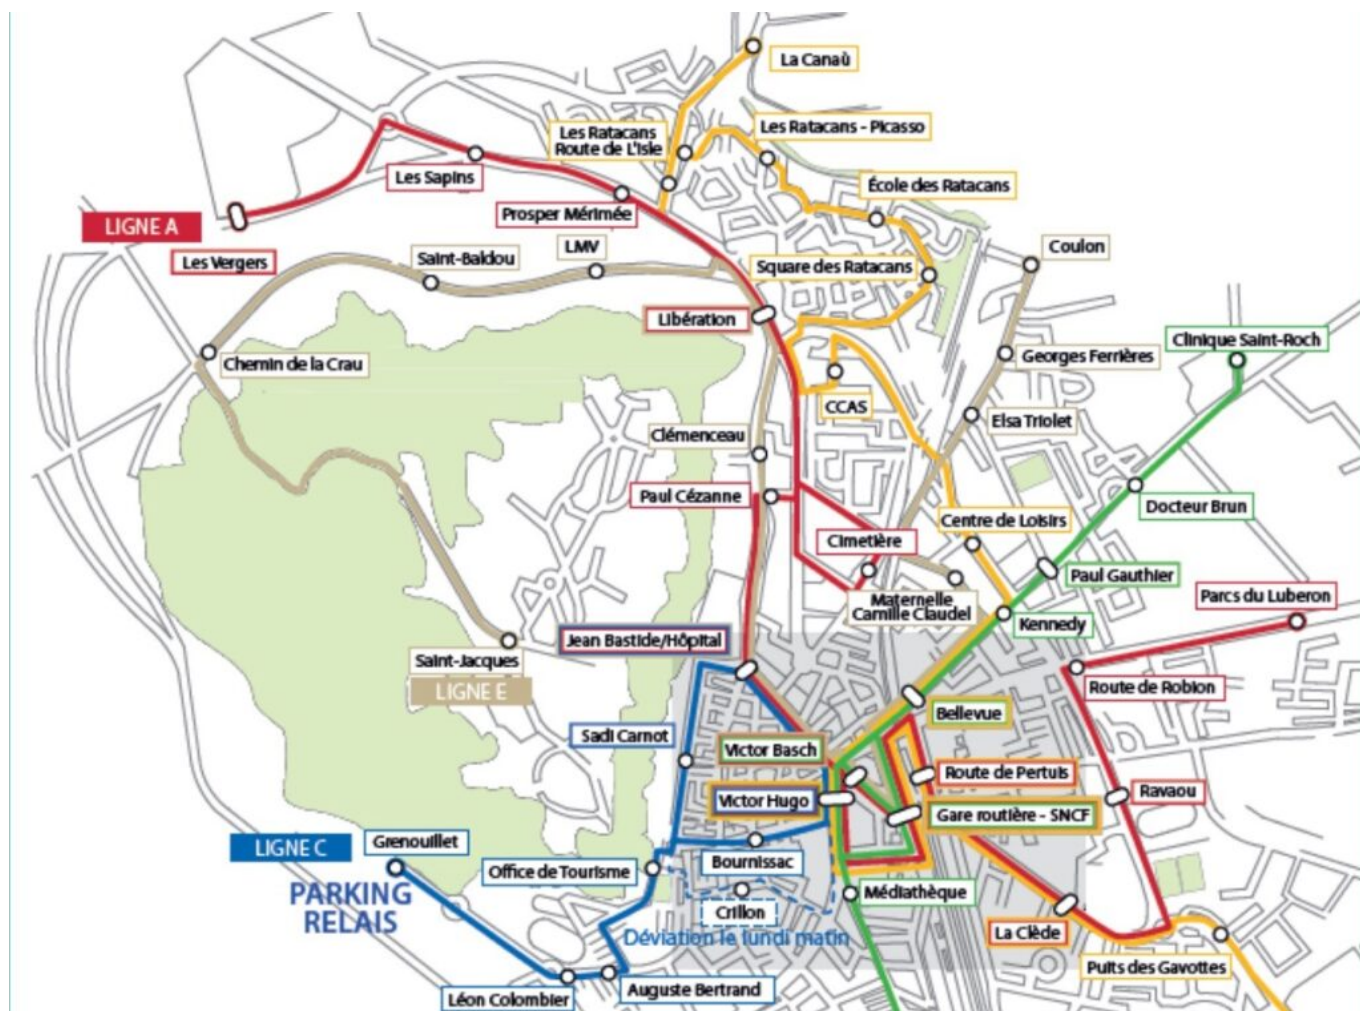 La Canaù
Les Ratacans
Route de L'Isle
Les Ratacans - Picasso
Les Sapins
École des Ratacans
Prosper Mérimée
LIGNE A
Les Vergers
Saint-Baldou
LMV
Square des Ratacans
Coulon
Libération
Chemin de la Crau
Georges Ferrières
Clinique Saint-Roch
CCAS
Elsa Triolet
Clémenceau
Paul Cézanne
Docteur Brun
Centre de Loisirs
Cimetière
Paul Gauthier
Maternelle
Camille Claudel
Parcs du Luberon
Kennedy
Jean Bastide/Hôpital
Saint-Jacques
LIGNE E
Route de Robion
Bellevue
Sadi Carnot
Victor Basch
Route de Pertuis
Ravaou
Victor Hugo
Gare routière - SNCF
LIGNE C
Grenouillet
PARKING
RELAIS
Office de Tourisme
Bournissac
Médiathèque
Crillon
Déviation le lundi matin
La Clède
Puits des Gavottes
Léon Colombier
Auguste Bertrand